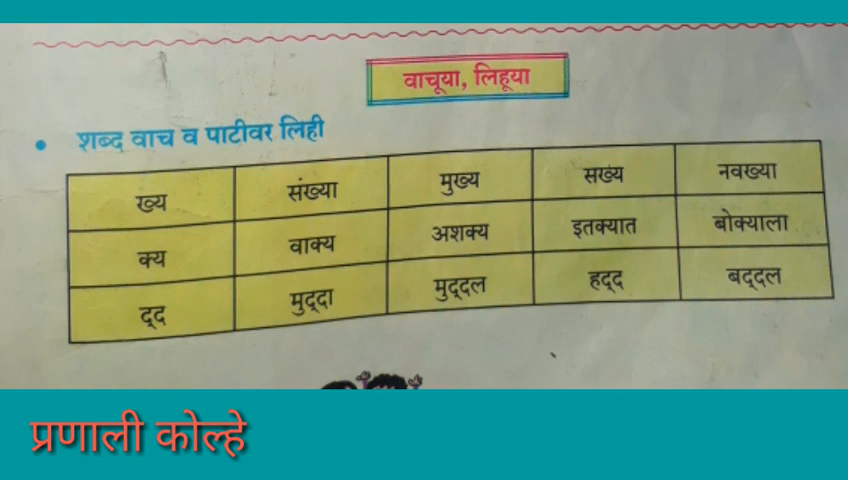 वाचूया, लिहूया
• शब्द वाच व पाटीवर लिही
ख्य संख्या मुख्य सख्य नवख्या
क्य वाक्य अशक्य इतक्यात बोक्याला
द्‌द मुद्‌दा मुद्‌दल हद्‌द बद्‌दल
प्रणाली कोल्हे